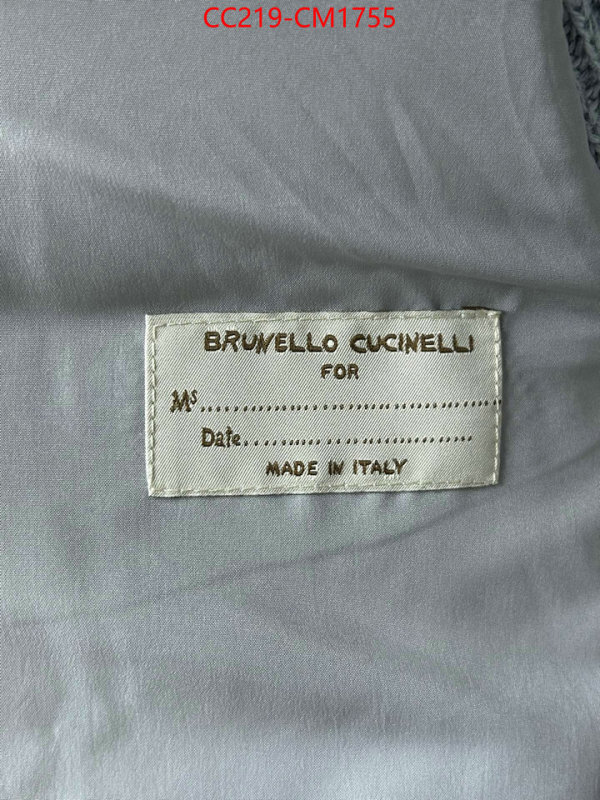 CC219-CM1755
BRUNELLO CUCINELLI
FOR
Ms................................................
Date................................
MADE IN ITALY